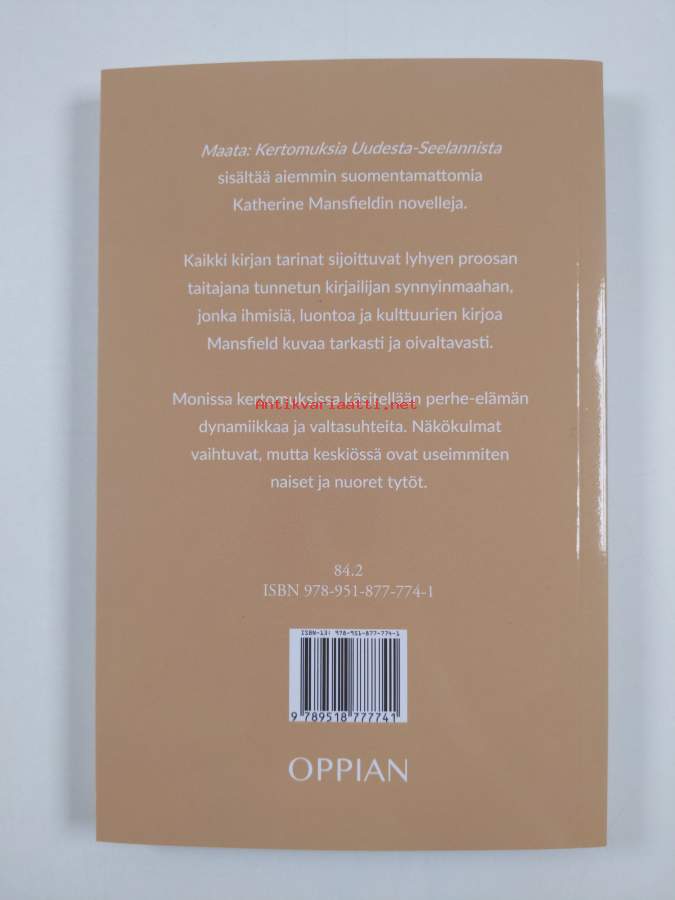 Maata: Kertomuksia Uudesta-Seelannista
sisältää aiemmin suomentamattomia
Katherine Mansfieldin novelleja.
Kaikki kirjan tarinat sijoittuvat lyhyen proosan
taitajana tunnetun kirjailijan synnyinmaahan,
jonka ihmisiä, luontoa ja kulttuurien kirjoa
Mansfield kuvaa tarkasti ja oivaltavasti.
Monissa kertomuksissa käsitellään perhe-elämän
Antikvariaatti.net
dynamiikkaa ja valtasuhteita. Näkökulmat
vaihtuvat, mutta keskiössä ovat useimmiten
naiset ja nuoret tytöt.
84.2
ISBN 978-951-877-774-1
ISBN-13: 978-951-877-774-1
9 789518 777741
OPPIAN